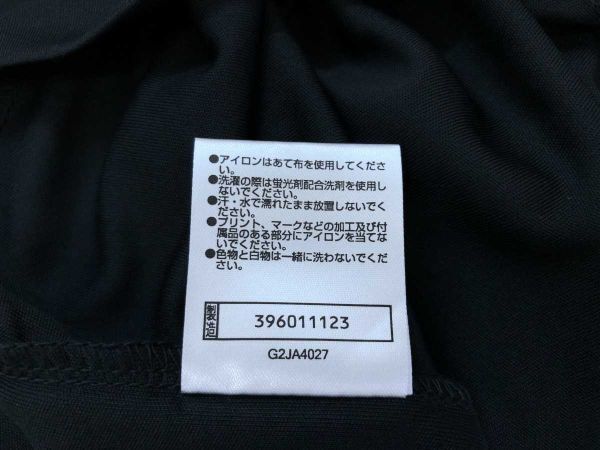 ●アイロンはあて布を使用してくださ
い。
●洗濯の際は蛍光剤配合洗剤を使用し
ないでください。
●汗・水で濡れたまま放置しないでく
ださい。
●プリント、マークなどの加工及び付
属品のある部分にアイロンを当てな
いでください。
●色物と白物は一緒に洗わないでくだ
さい。
製造 396011123
G2JA4027